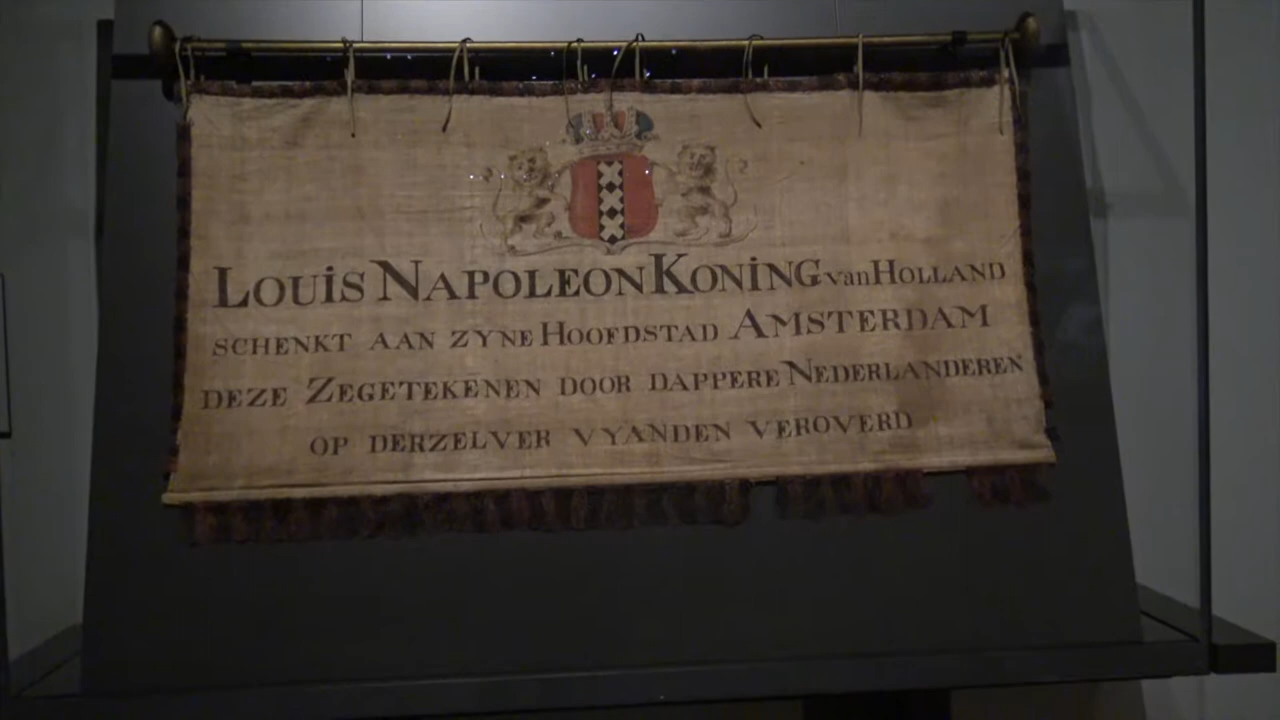 LOUiS NAPOLEON KONiNG van HOLLAND
SCHENKT AAN ZYNE HOOFDSTAD AMSTERDAM
DEZE ZEGETEKENEN DOOR DAPPERE NEDERLANDEREN
OP DERZELVER VYANDEN VEROVERD